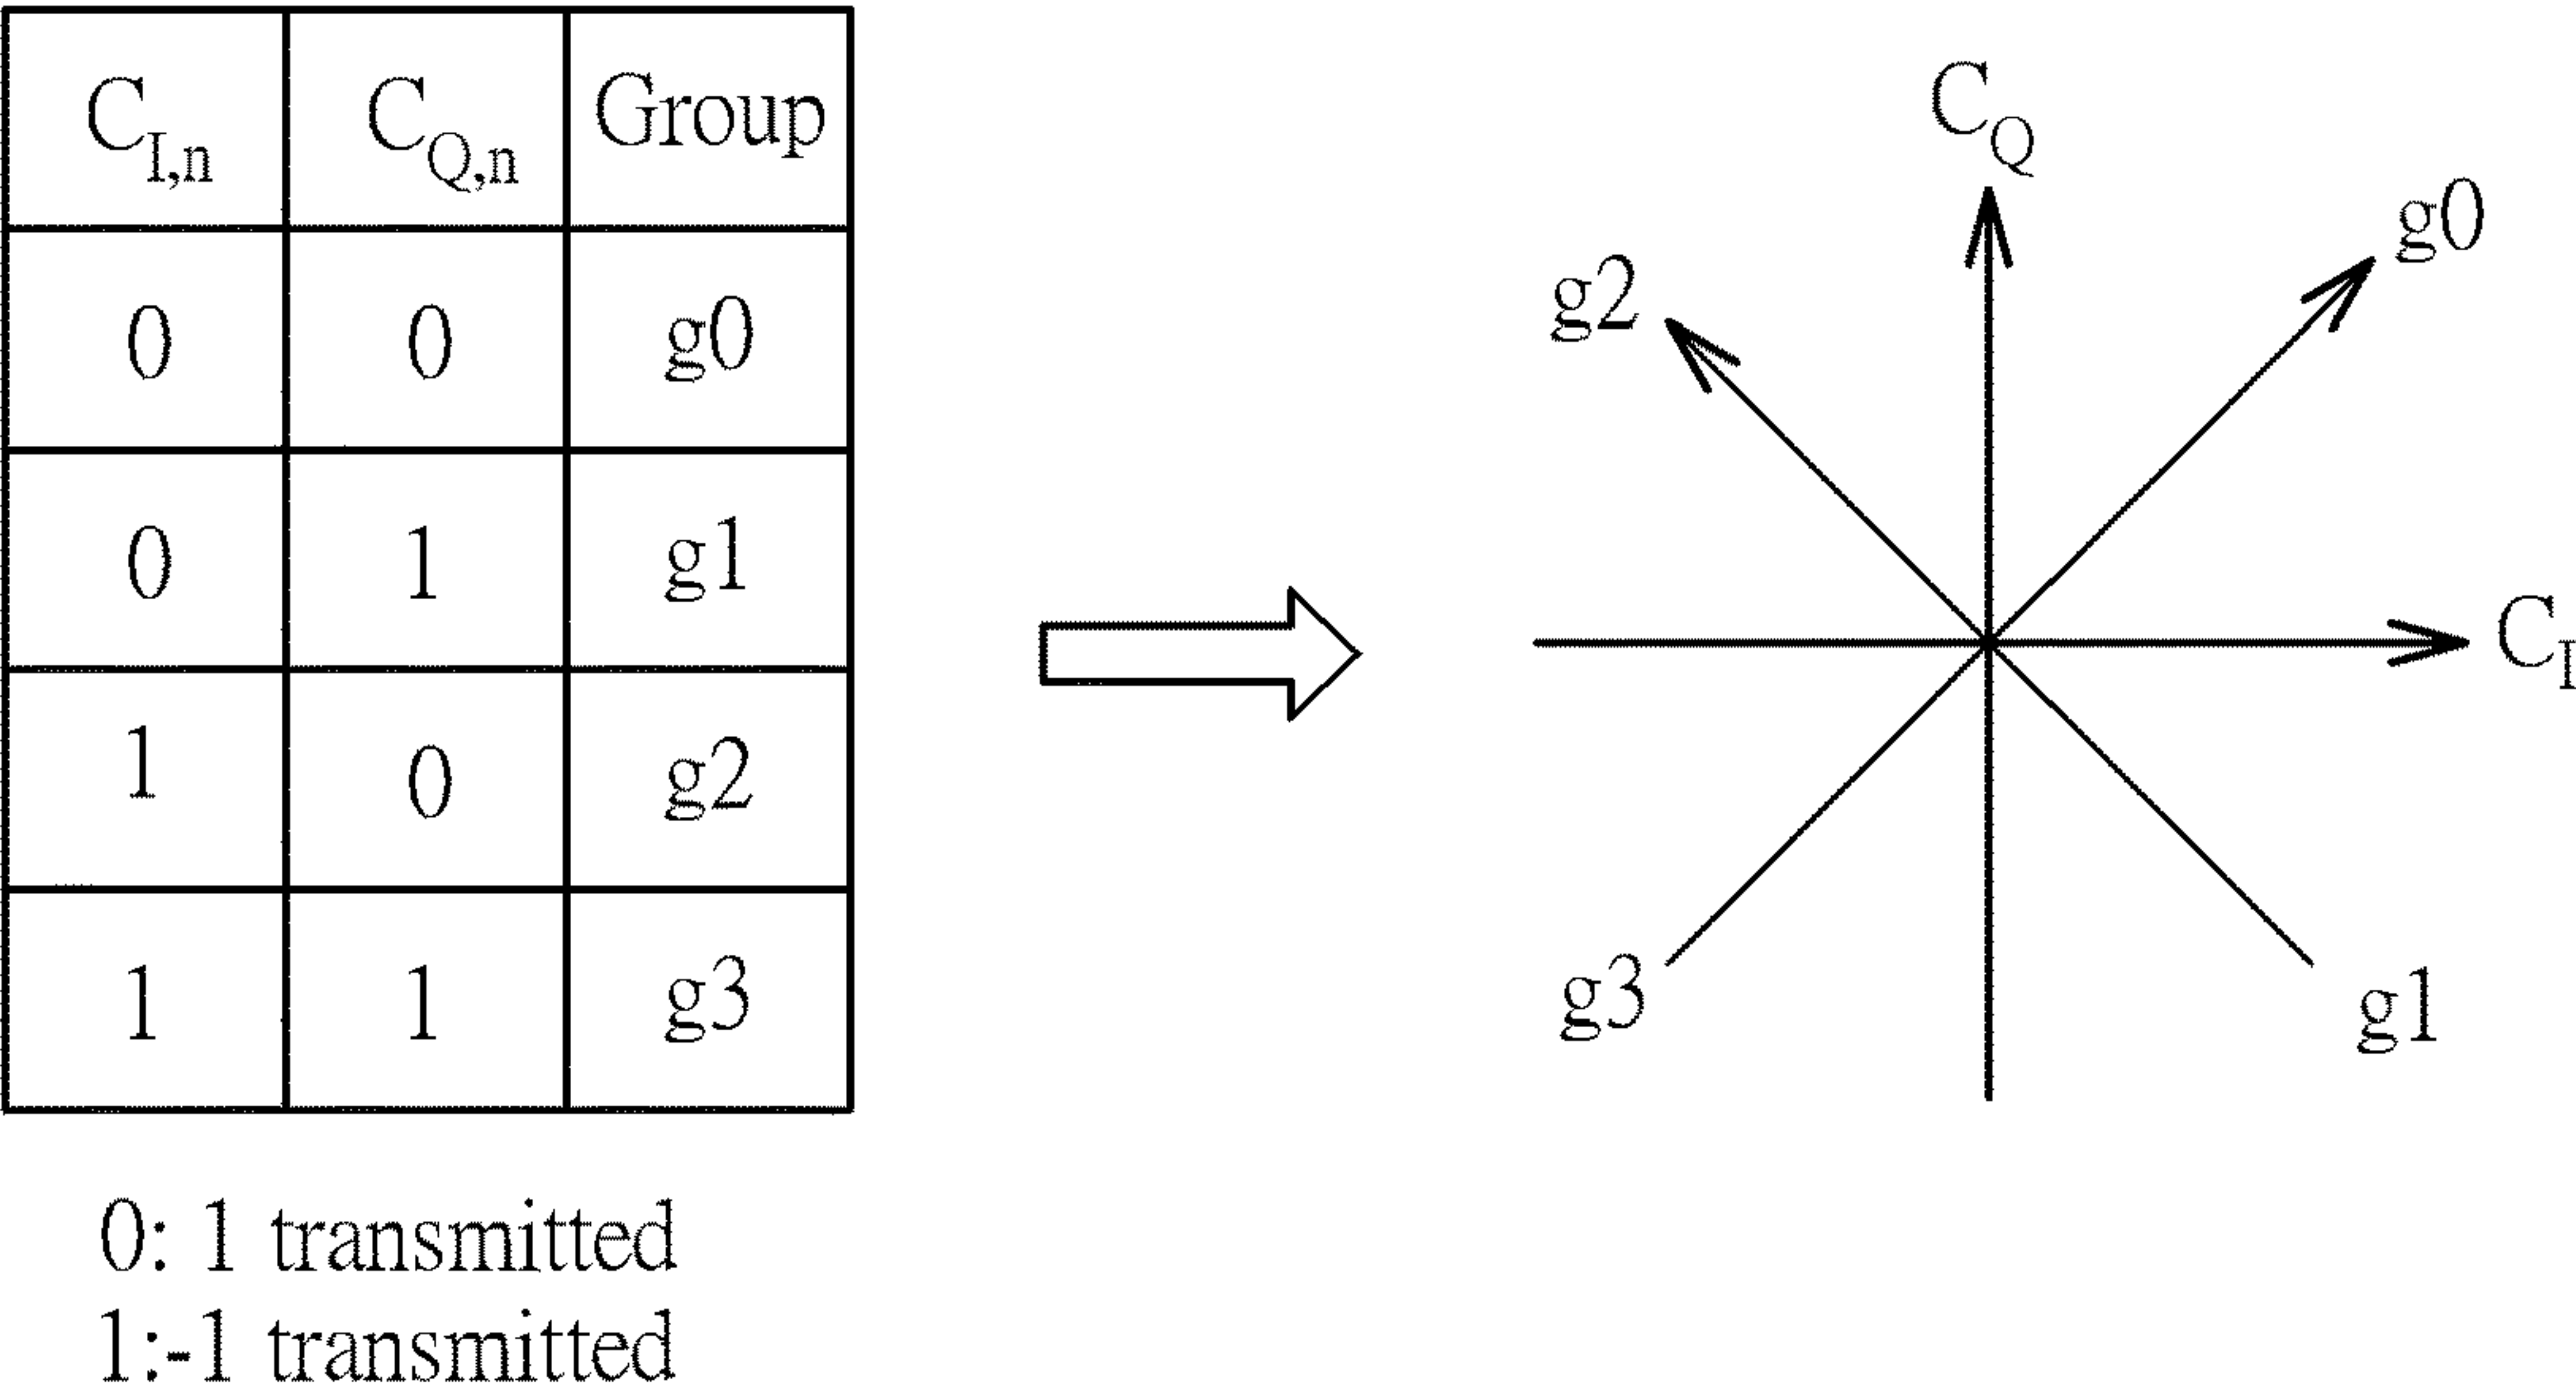 C_I,n C_Q,n Group
0 0 g0
0 1 g1
1 0 g2
1 1 g3
0: 1 transmitted
1:-1 transmitted
C_Q
g0
g2
C_I
g3
g1